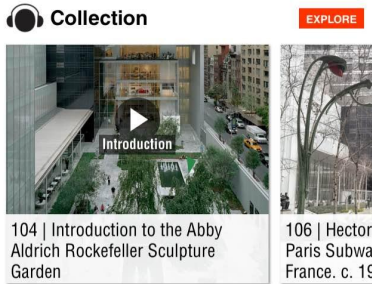 Collection
EXPLORE
Introduction
104 | Introduction to the Abby
Aldrich Rockefeller Sculpture
Garden
106 | Hector
Paris Subwa
France. c. 19